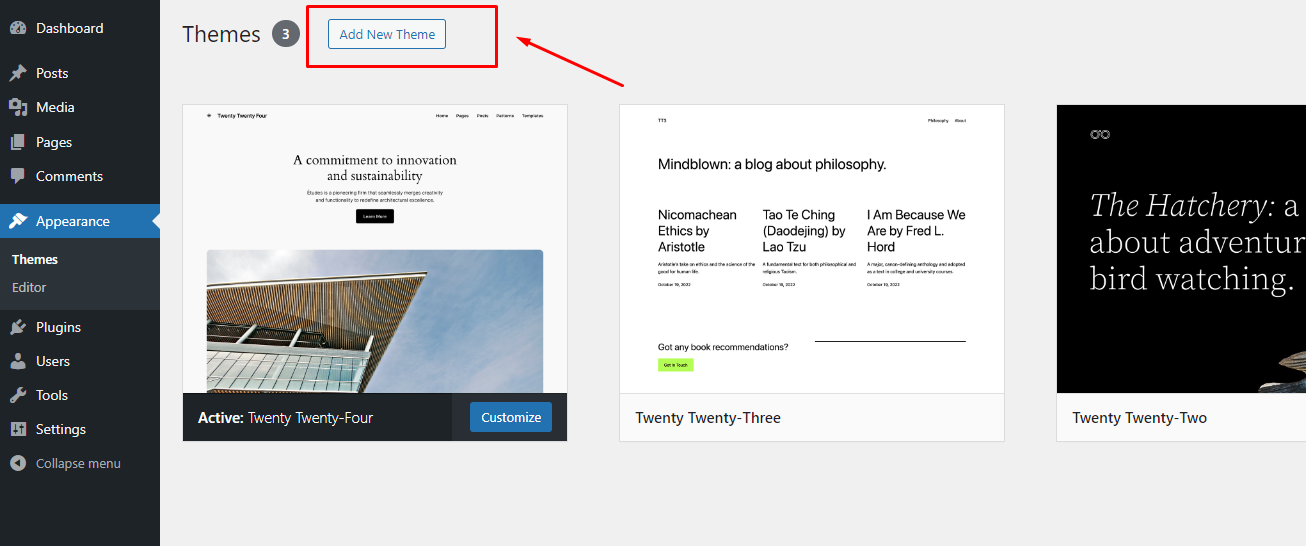 Dashboard
Posts
Media
Pages
Comments
Appearance
Themes
Editor
Plugins
Users
Tools
Settings
Collapse menu
Themes 3 Add New Theme
Twenty Twenty Four Home Pages Posts Patterns Templates
A commitment to innovation
and sustainability
Études is a pioneering firm that seamlessly merges creativity
and functionality to redefine architectural excellence.
Learn More
Active: Twenty Twenty-Four Customize
TT3 Philosophy About
Mindblown: a blog about philosophy.
Nicomachean
Ethics by
Aristotle
Aristotle's take on ethics and the science of the
good for human life.
October 16, 2022
Tao Te Ching
(Daodejing) by
Lao Tzu
A fundamental text for both philosophical and
religious Taoism.
October 16, 2022
I Am Because We
Are by Fred L.
Hord
A major, canon-defining anthology and adopted
as a text in college and university courses.
October 16, 2022
Got any book recommendations?
Get In Touch
Twenty Twenty-Three
The Hatchery: a
about adventur
bird watching.
Twenty Twenty-Two